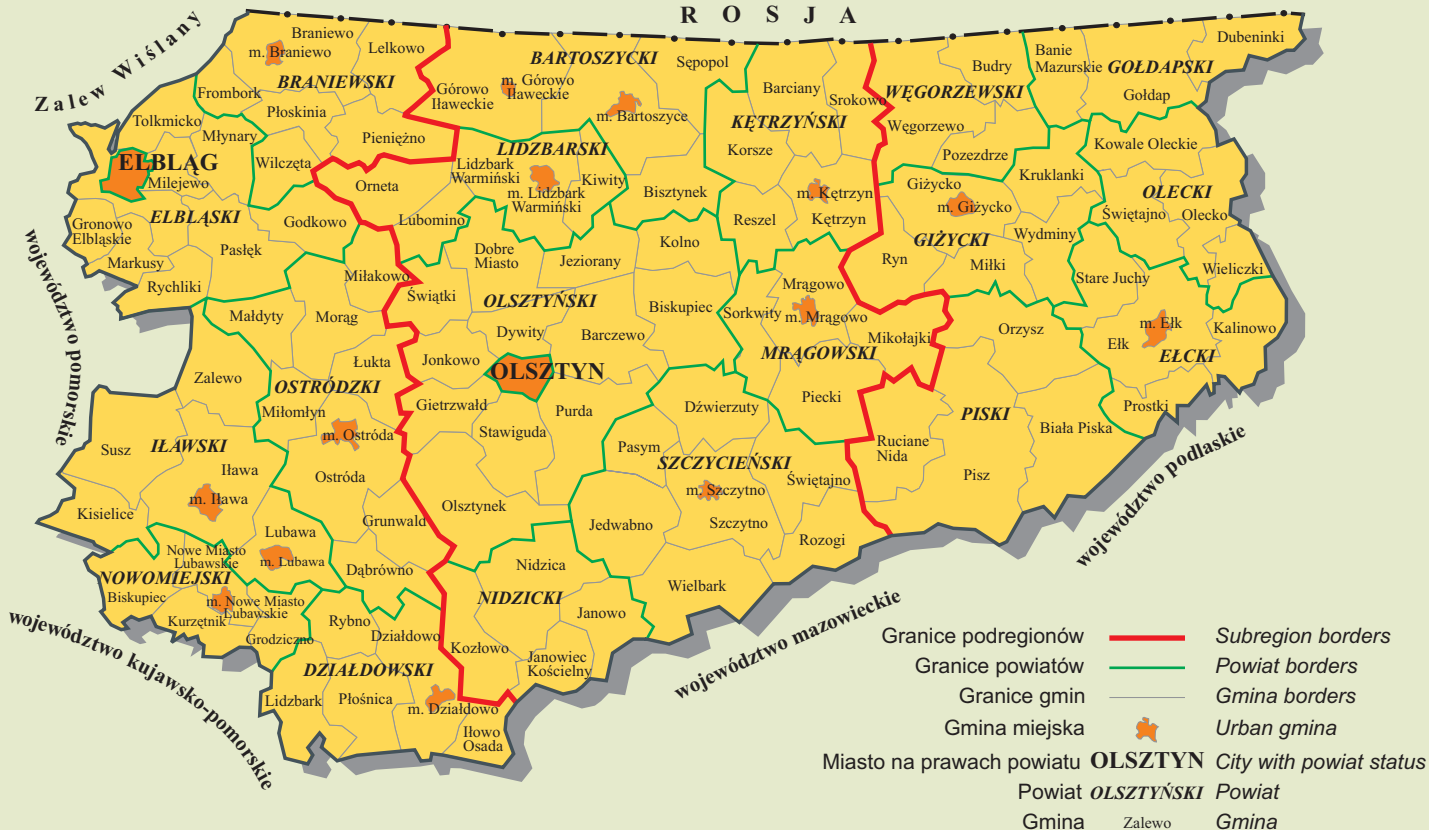 R O S J A
Zalew Wiślany
województwo pomorskie
województwo kujawsko-pomorskie
województwo mazowieckie
województwo podlaskie
Braniewo
m. Braniewo
Lelkowo
BRANIEWSKI
Frombork
Płoskinia
Pieniężno
Wilczęta
Tolkmicko
Młynary
ELBLĄG
Milejewo
ELBLĄSKI
Godkowo
Gronowo
Elbląskie
Pasłęk
Markusy
Rychliki
BARTOSZYCKI
Sępopol
Górowo
Iławeckie
m. Górowo
Iławeckie
m. Bartoszyce
Bisztynek
LIDZBARSKI
Lidzbark
Warmiński
m. Lidzbark
Warmiński
Kiwity
Orneta
Lubomino
Barciany
Srokowo
KĘTRZYŃSKI
Korsze
m. Kętrzyn
Reszel
Kętrzyn
WĘGORZEWSKI
Budry
Węgorzewo
Pozezdrze
Banie
Mazurskie
GOŁDAPSKI
Dubeninki
Gołdap
Kowale Oleckie
OLECKI
Świętajno
Olecko
Wieliczki
Giżycko
m. Giżycko
Kruklanki
Wydminy
GIŻYCKI
Ryn
Miłki
Stare Juchy
m. Ełk
Ełk
Kalinowo
EŁCKI
Prostki
Miłakowo
Małdyty
Morąg
Łukta
OSTRÓDZKI
Miłomłyn
m. Ostróda
Ostróda
Grunwald
Dąbrówno
Zalewo
IŁAWSKI
Susz
Iława
m. Iława
Kisielice
Lubawa
m. Lubawa
Nowe Miasto
Lubawskie
NOWOMIEJSKI
Biskupiec
m. Nowe Miasto
Lubawskie
Kurzętnik
Grodziczno
Rybno
Działdowo
DZIAŁDOWSKI
Lidzbark
Płośnica
m. Działdowo
Iłowo
Osada
Dobre
Miasto
Jeziorany
Kolno
Świątki
OLSZTYŃSKI
Biskupiec
Dywity
Barczewo
Jonkowo
OLSZTYN
Gietrzwałd
Purda
Stawiguda
Olsztynek
Nidzica
NIDZICKI
Janowo
Kozłowo
Janowiec
Kościelny
Mrągowo
Sorkwity
m. Mrągowo
Mikołajki
MRĄGOWSKI
Piecki
Dźwierzuty
Pasym
SZCZYCIEŃSKI
m. Szczytno
Świętajno
Szczytno
Jedwabno
Rozogi
Wielbark
Orzysz
PISKI
Biała Piska
Ruciane
Nida
Pisz
Granice podregionów Subregion borders
Granice powiatów Powiat borders
Granice gmin Gmina borders
Gmina miejska Urban gmina
Miasto na prawach powiatu OLSZTYN City with powiat status
Powiat OLSZTYŃSKI Powiat
Gmina Zalewo Gmina